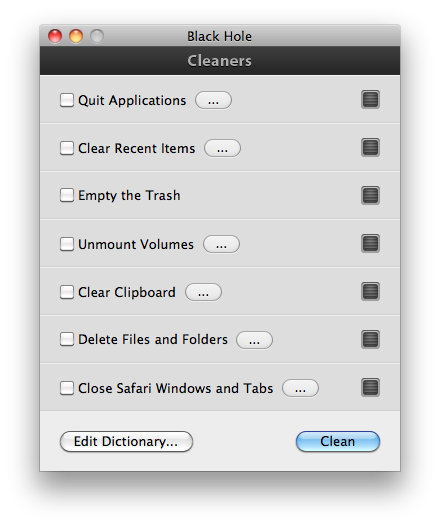 Black Hole
Cleaners
Quit Applications ...
Clear Recent Items ...
Empty the Trash
Unmount Volumes ...
Clear Clipboard ...
Delete Files and Folders ...
Close Safari Windows and Tabs ...
Edit Dictionary... Clean